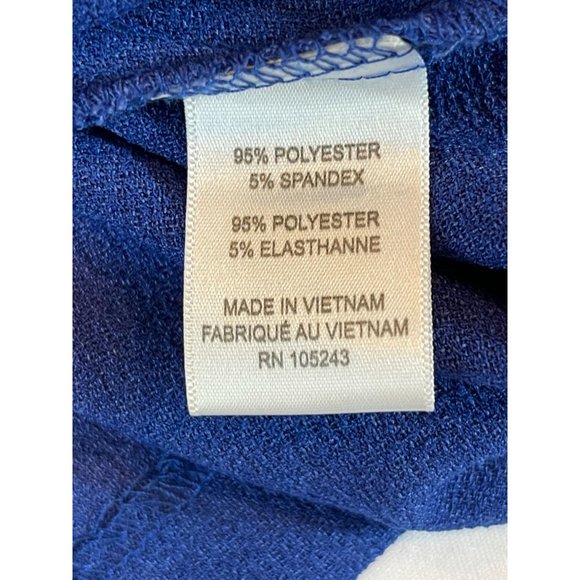 95% POLYESTER
5% SPANDEX
95% POLYESTER
5% ELASTHANNE
MADE IN VIETNAM
FABRIQUÉ AU VIETNAM
RN 105243